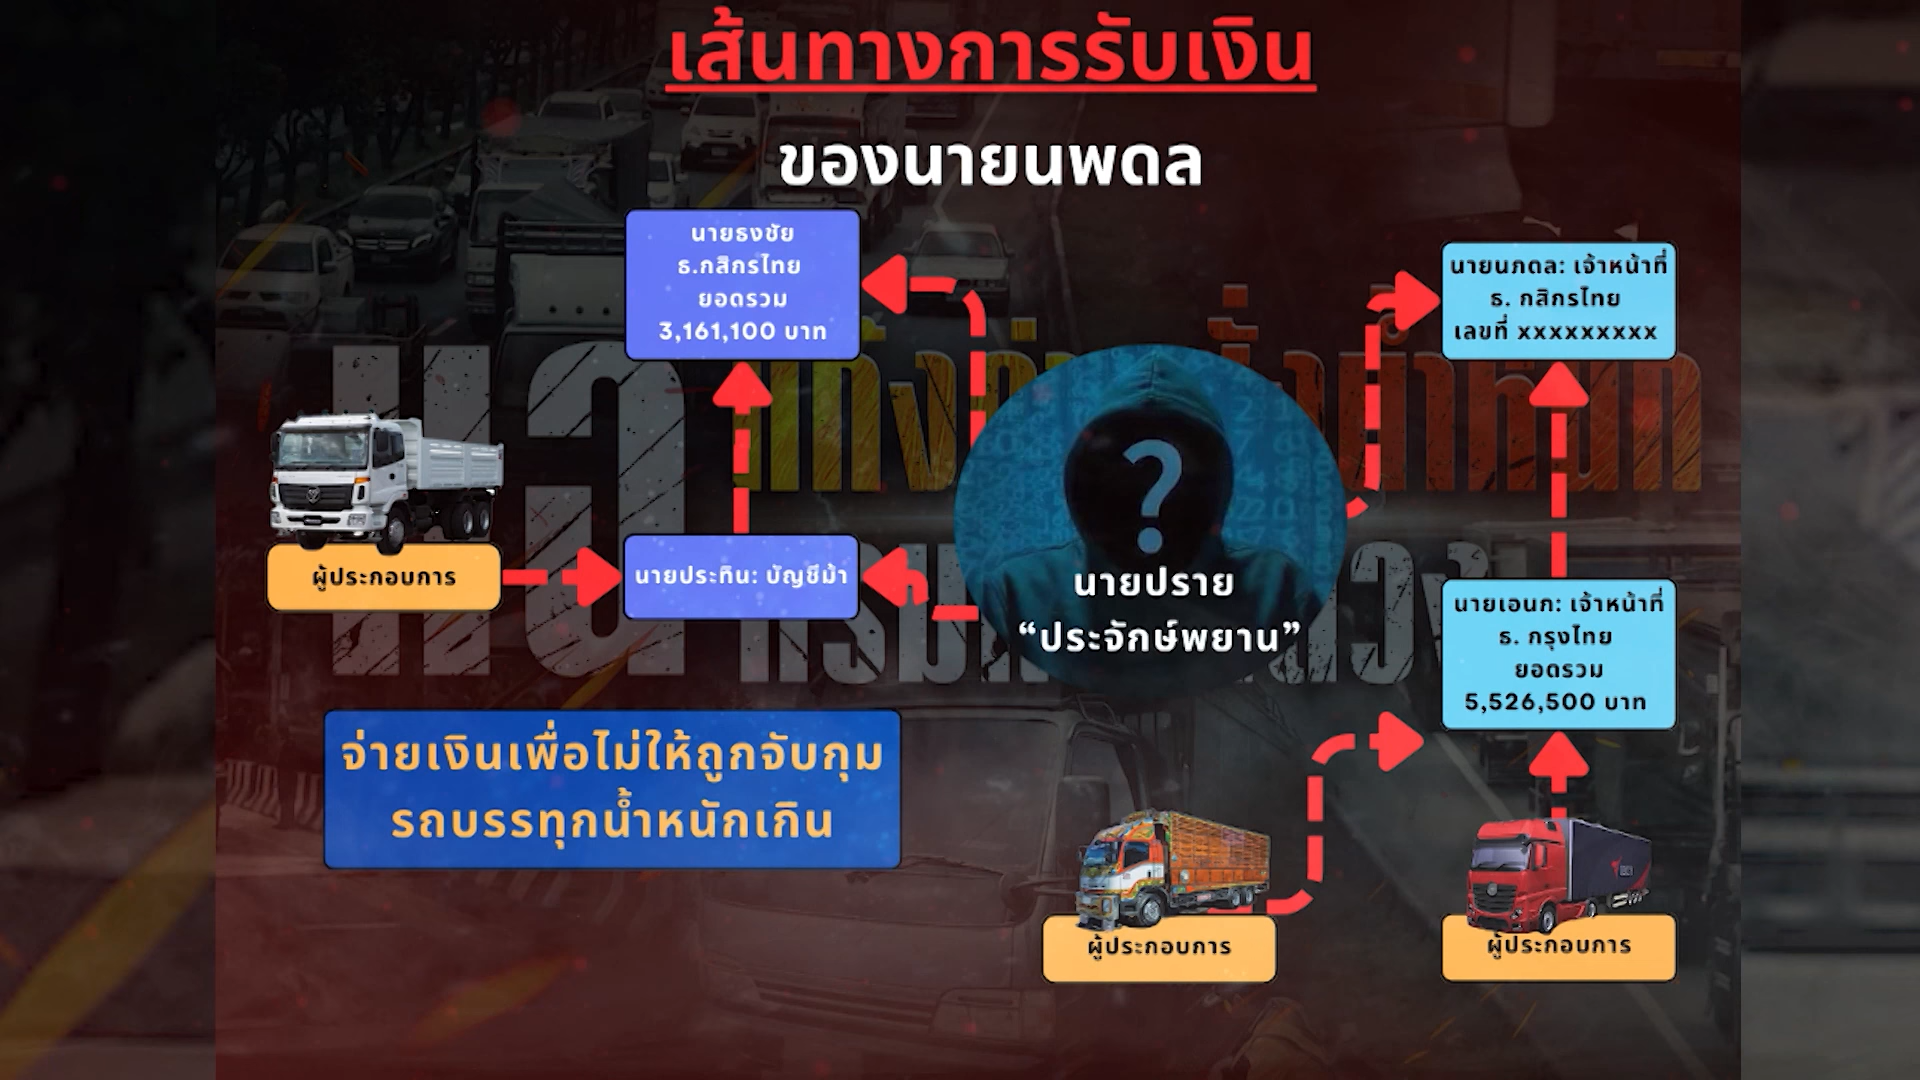 เส้นทางการรับเงิน
ของนายนพดล
นายธงชัย
ธ.กสิกรไทย
ยอดรวม
3,161,100 บาท
นายนภดล: เจ้าหน้าที่
ธ. กสิกรไทย
เลขที่ xxxxxxxxx
ผู้ประกอบการ
นายประทิน: บัญชีม้า
?
นายปราย
“ประจักษ์พยาน”
นายเอนก: เจ้าหน้าที่
ธ. กรุงไทย
ยอดรวม
5,526,500 บาท
จ่ายเงินเพื่อไม่ให้ถูกจับกุม
รถบรรทุกน้ำหนักเกิน
ผู้ประกอบการ
ผู้ประกอบการ